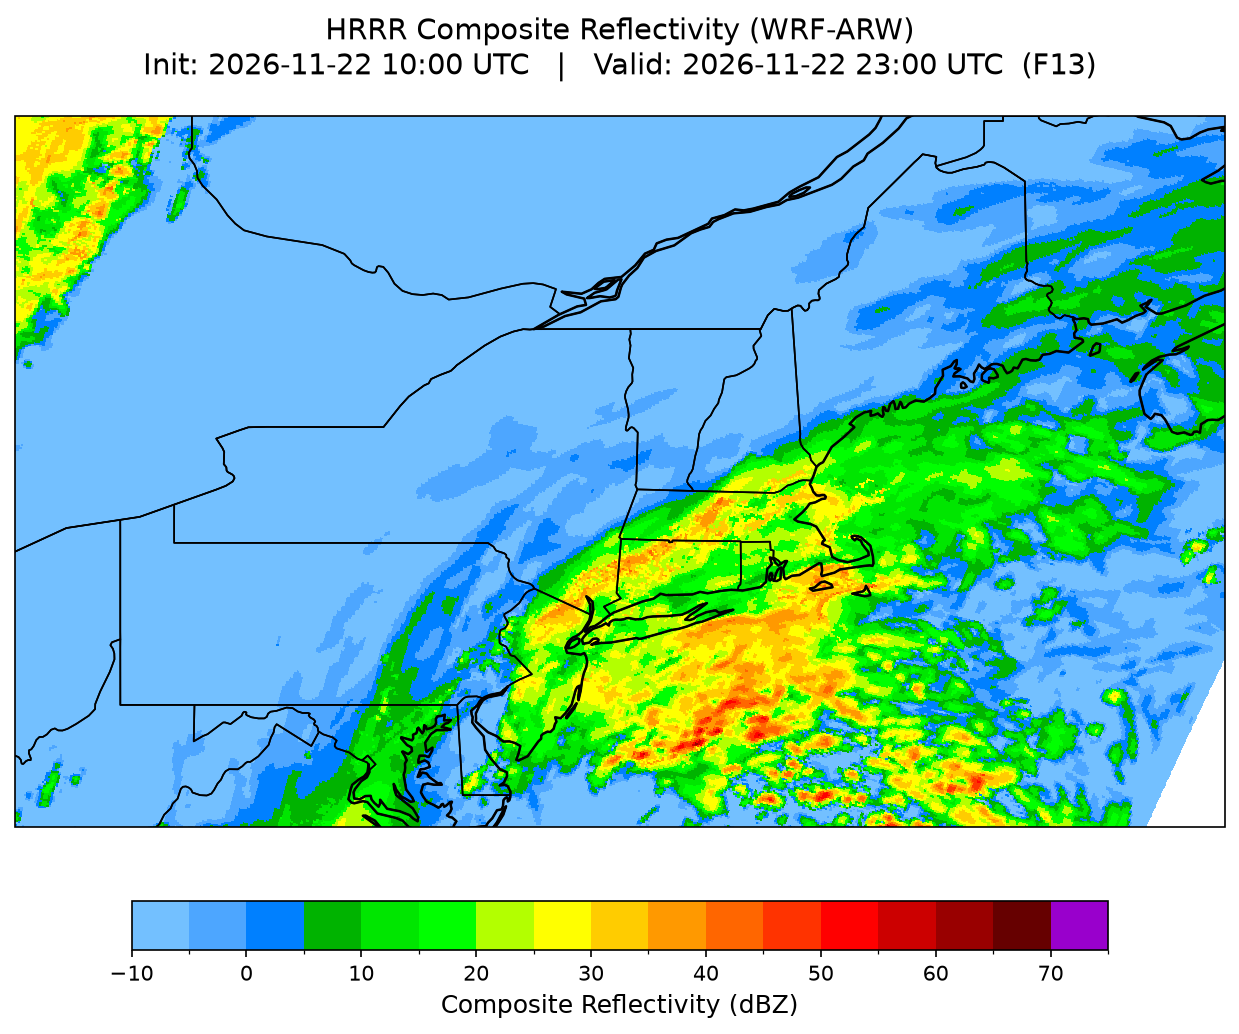 HRRR Composite Reflectivity (WRF-ARW)
Init: 2026-11-22 10:00 UTC   |   Valid: 2026-11-22 23:00 UTC  (F13)
−10 0 10 20 30 40 50 60 70
Composite Reflectivity (dBZ)